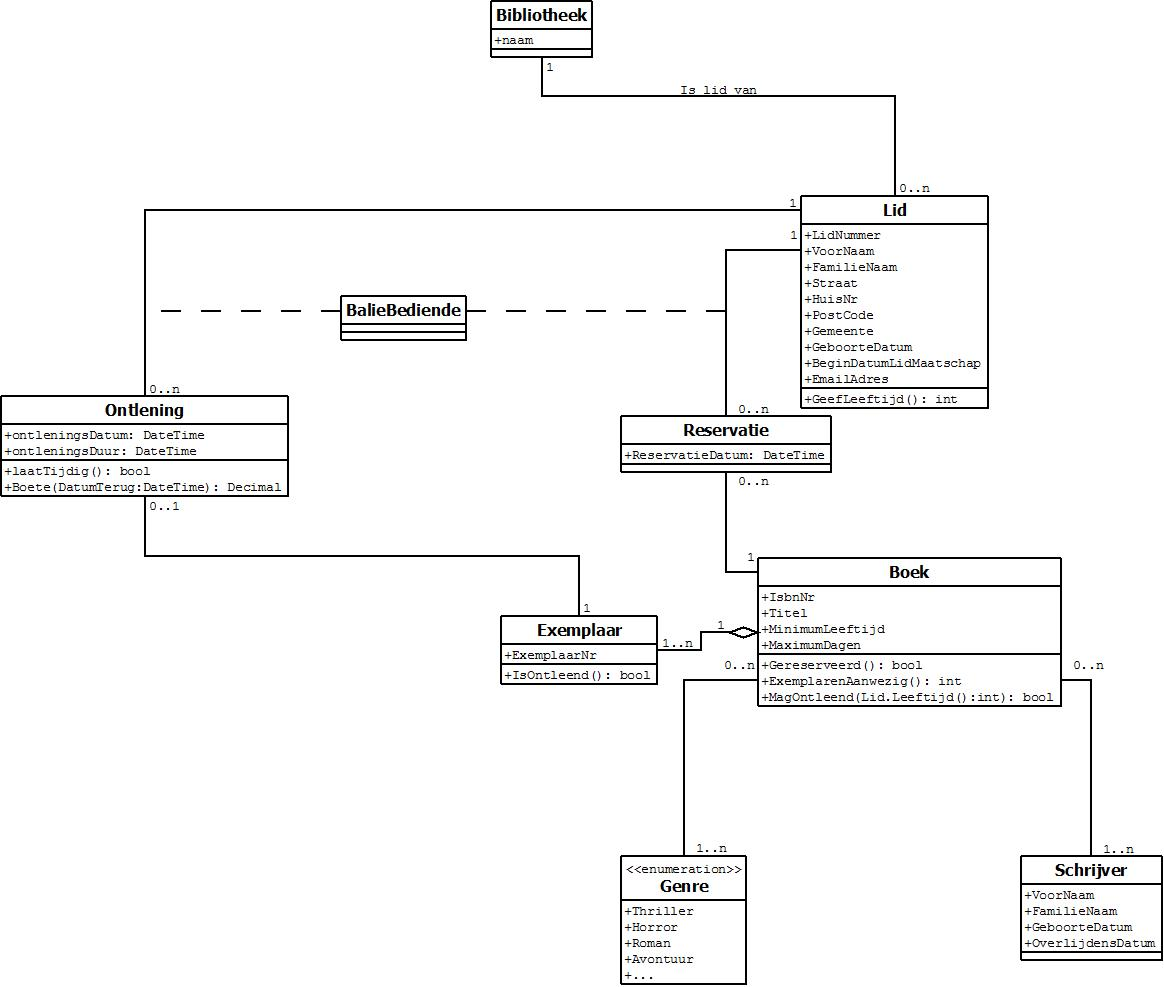 Bibliotheek
+naam
1
Is lid van
0..n
1
Lid
1
+LidNummer
+VoorNaam
+FamilieNaam
+Straat
+HuisNr
+PostCode
+Gemeente
+GeboorteDatum
+BeginDatumLidMaatschap
+EmailAdres
+GeefLeeftijd(): int
BalieBediende
0..n
Ontlening
+ontleningsDatum: DateTime
+ontleningsDuur: DateTime
+laatTijdig(): bool
+Boete(DatumTerug:DateTime): Decimal
0..1
0..n
Reservatie
+ReservatieDatum: DateTime
0..n
1
Boek
+IsbnNr
+Titel
+MinimumLeeftijd
+MaximumDagen
+Gereserveerd(): bool
+ExemplarenAanwezig(): int
+MagOntleend(Lid.Leeftijd():int): bool
1
Exemplaar
+ExemplaarNr
+IsOntleend(): bool
1..n
1
0..n
0..n
1..n
<<enumeration>>
Genre
+Thriller
+Horror
+Roman
+Avontuur
+...
1..n
Schrijver
+VoorNaam
+FamilieNaam
+GeboorteDatum
+OverlijdensDatum